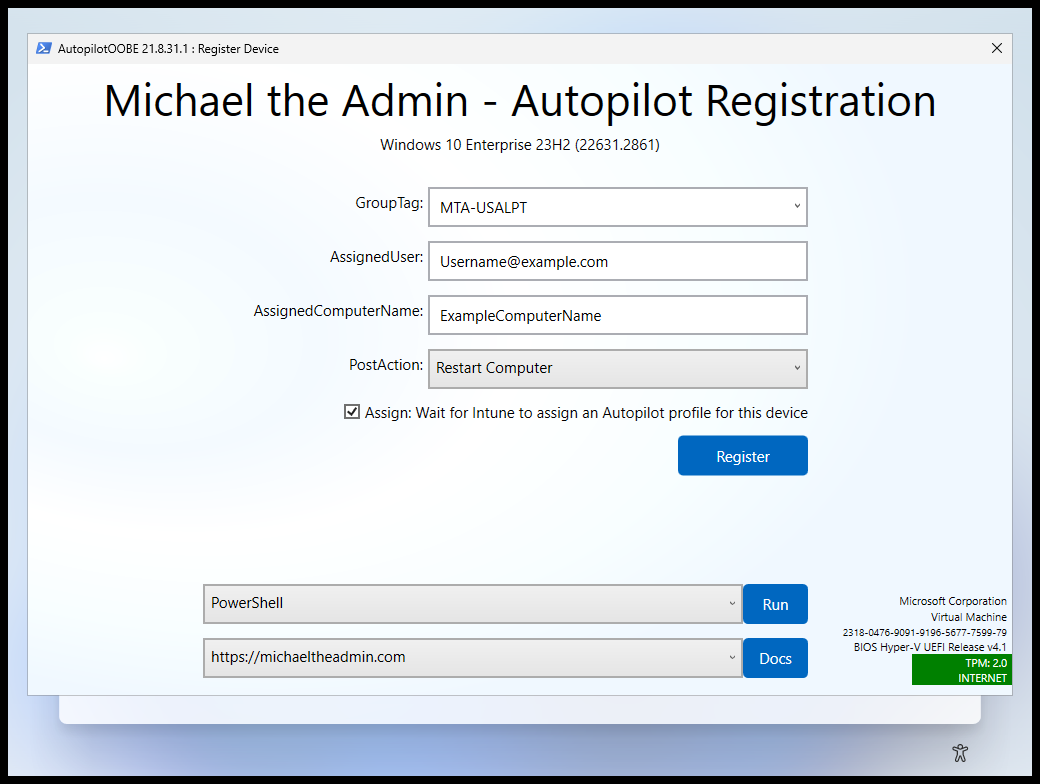 AutopilotOOBE 21.8.31.1 : Register Device
Michael the Admin - Autopilot Registration
Windows 10 Enterprise 23H2 (22631.2861)
GroupTag: MTA-USALPT
AssignedUser: Username@example.com
AssignedComputerName: ExampleComputerName
PostAction: Restart Computer
Assign: Wait for Intune to assign an Autopilot profile for this device
Register
PowerShell Run
https://michaeltheadmin.com Docs
Microsoft Corporation
Virtual Machine
2318-0476-9091-9196-5677-7599-79
BIOS Hyper-V UEFI Release v4.1
TPM: 2.0
INTERNET